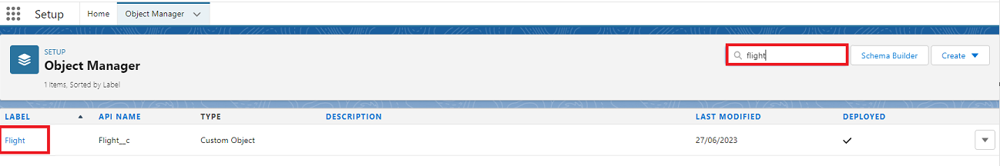 Setup Home Object Manager
SETUP
Object Manager
1 Items, Sorted by Label
flight Schema Builder Create
LABEL API NAME TYPE DESCRIPTION LAST MODIFIED DEPLOYED
Flight Flight__c Custom Object 27/06/2023